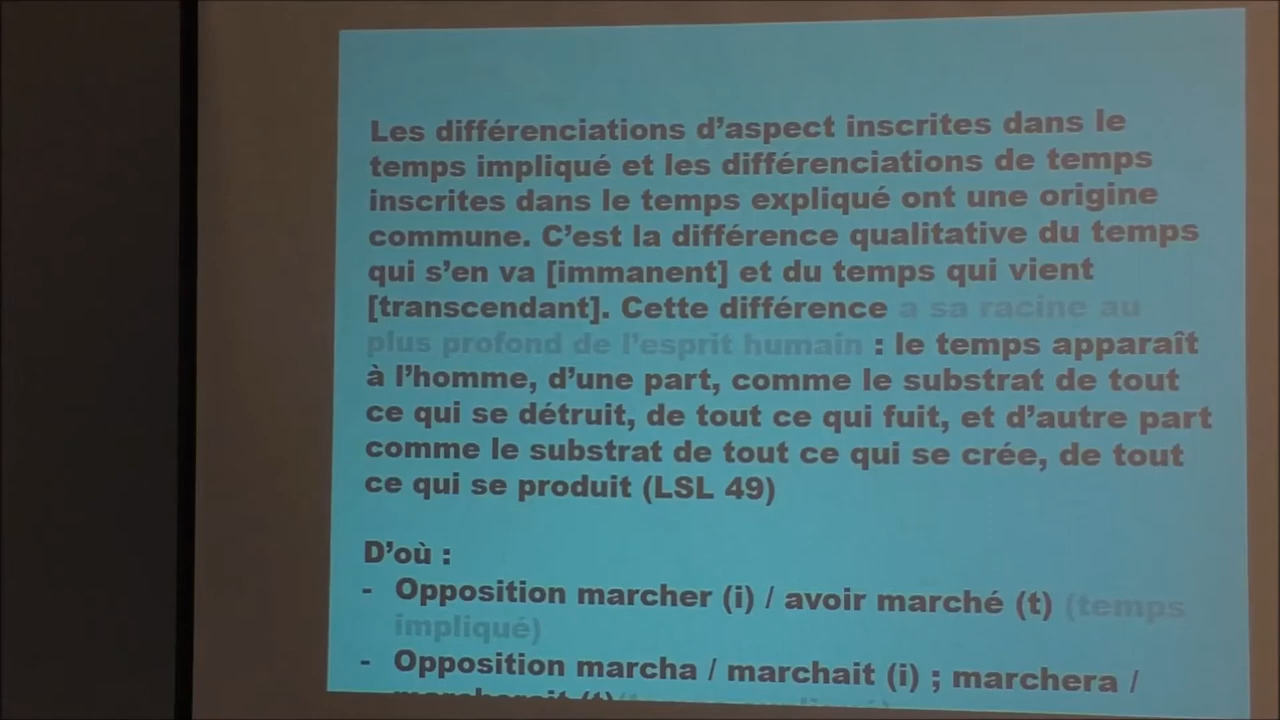 Les différenciations d’aspect inscrites dans le
temps impliqué et les différenciations de temps
inscrites dans le temps expliqué ont une origine
commune. C’est la différence qualitative du temps
qui s’en va [immanent] et du temps qui vient
[transcendant]. Cette différence a sa racine au
plus profond de l’esprit humain : le temps apparaît
à l’homme, d’une part, comme le substrat de tout
ce qui se détruit, de tout ce qui fuit, et d’autre part
comme le substrat de tout ce qui se crée, de tout
ce qui se produit (LSL 49)
D’où :
- Opposition marcher (i) / avoir marché (t) (temps
impliqué)
- Opposition marcha / marchait (i) ; marchera /
marcherait (t)